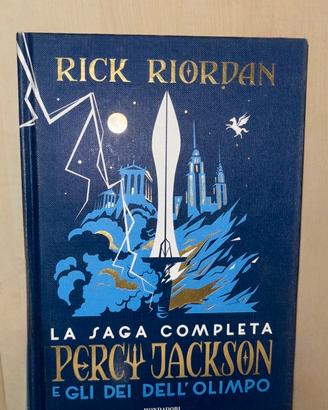 RICK RIORDAN
LA SAGA COMPLETA
PERCY JACKSON
E GLI DEI DELL'OLIMPO
MONDADORI